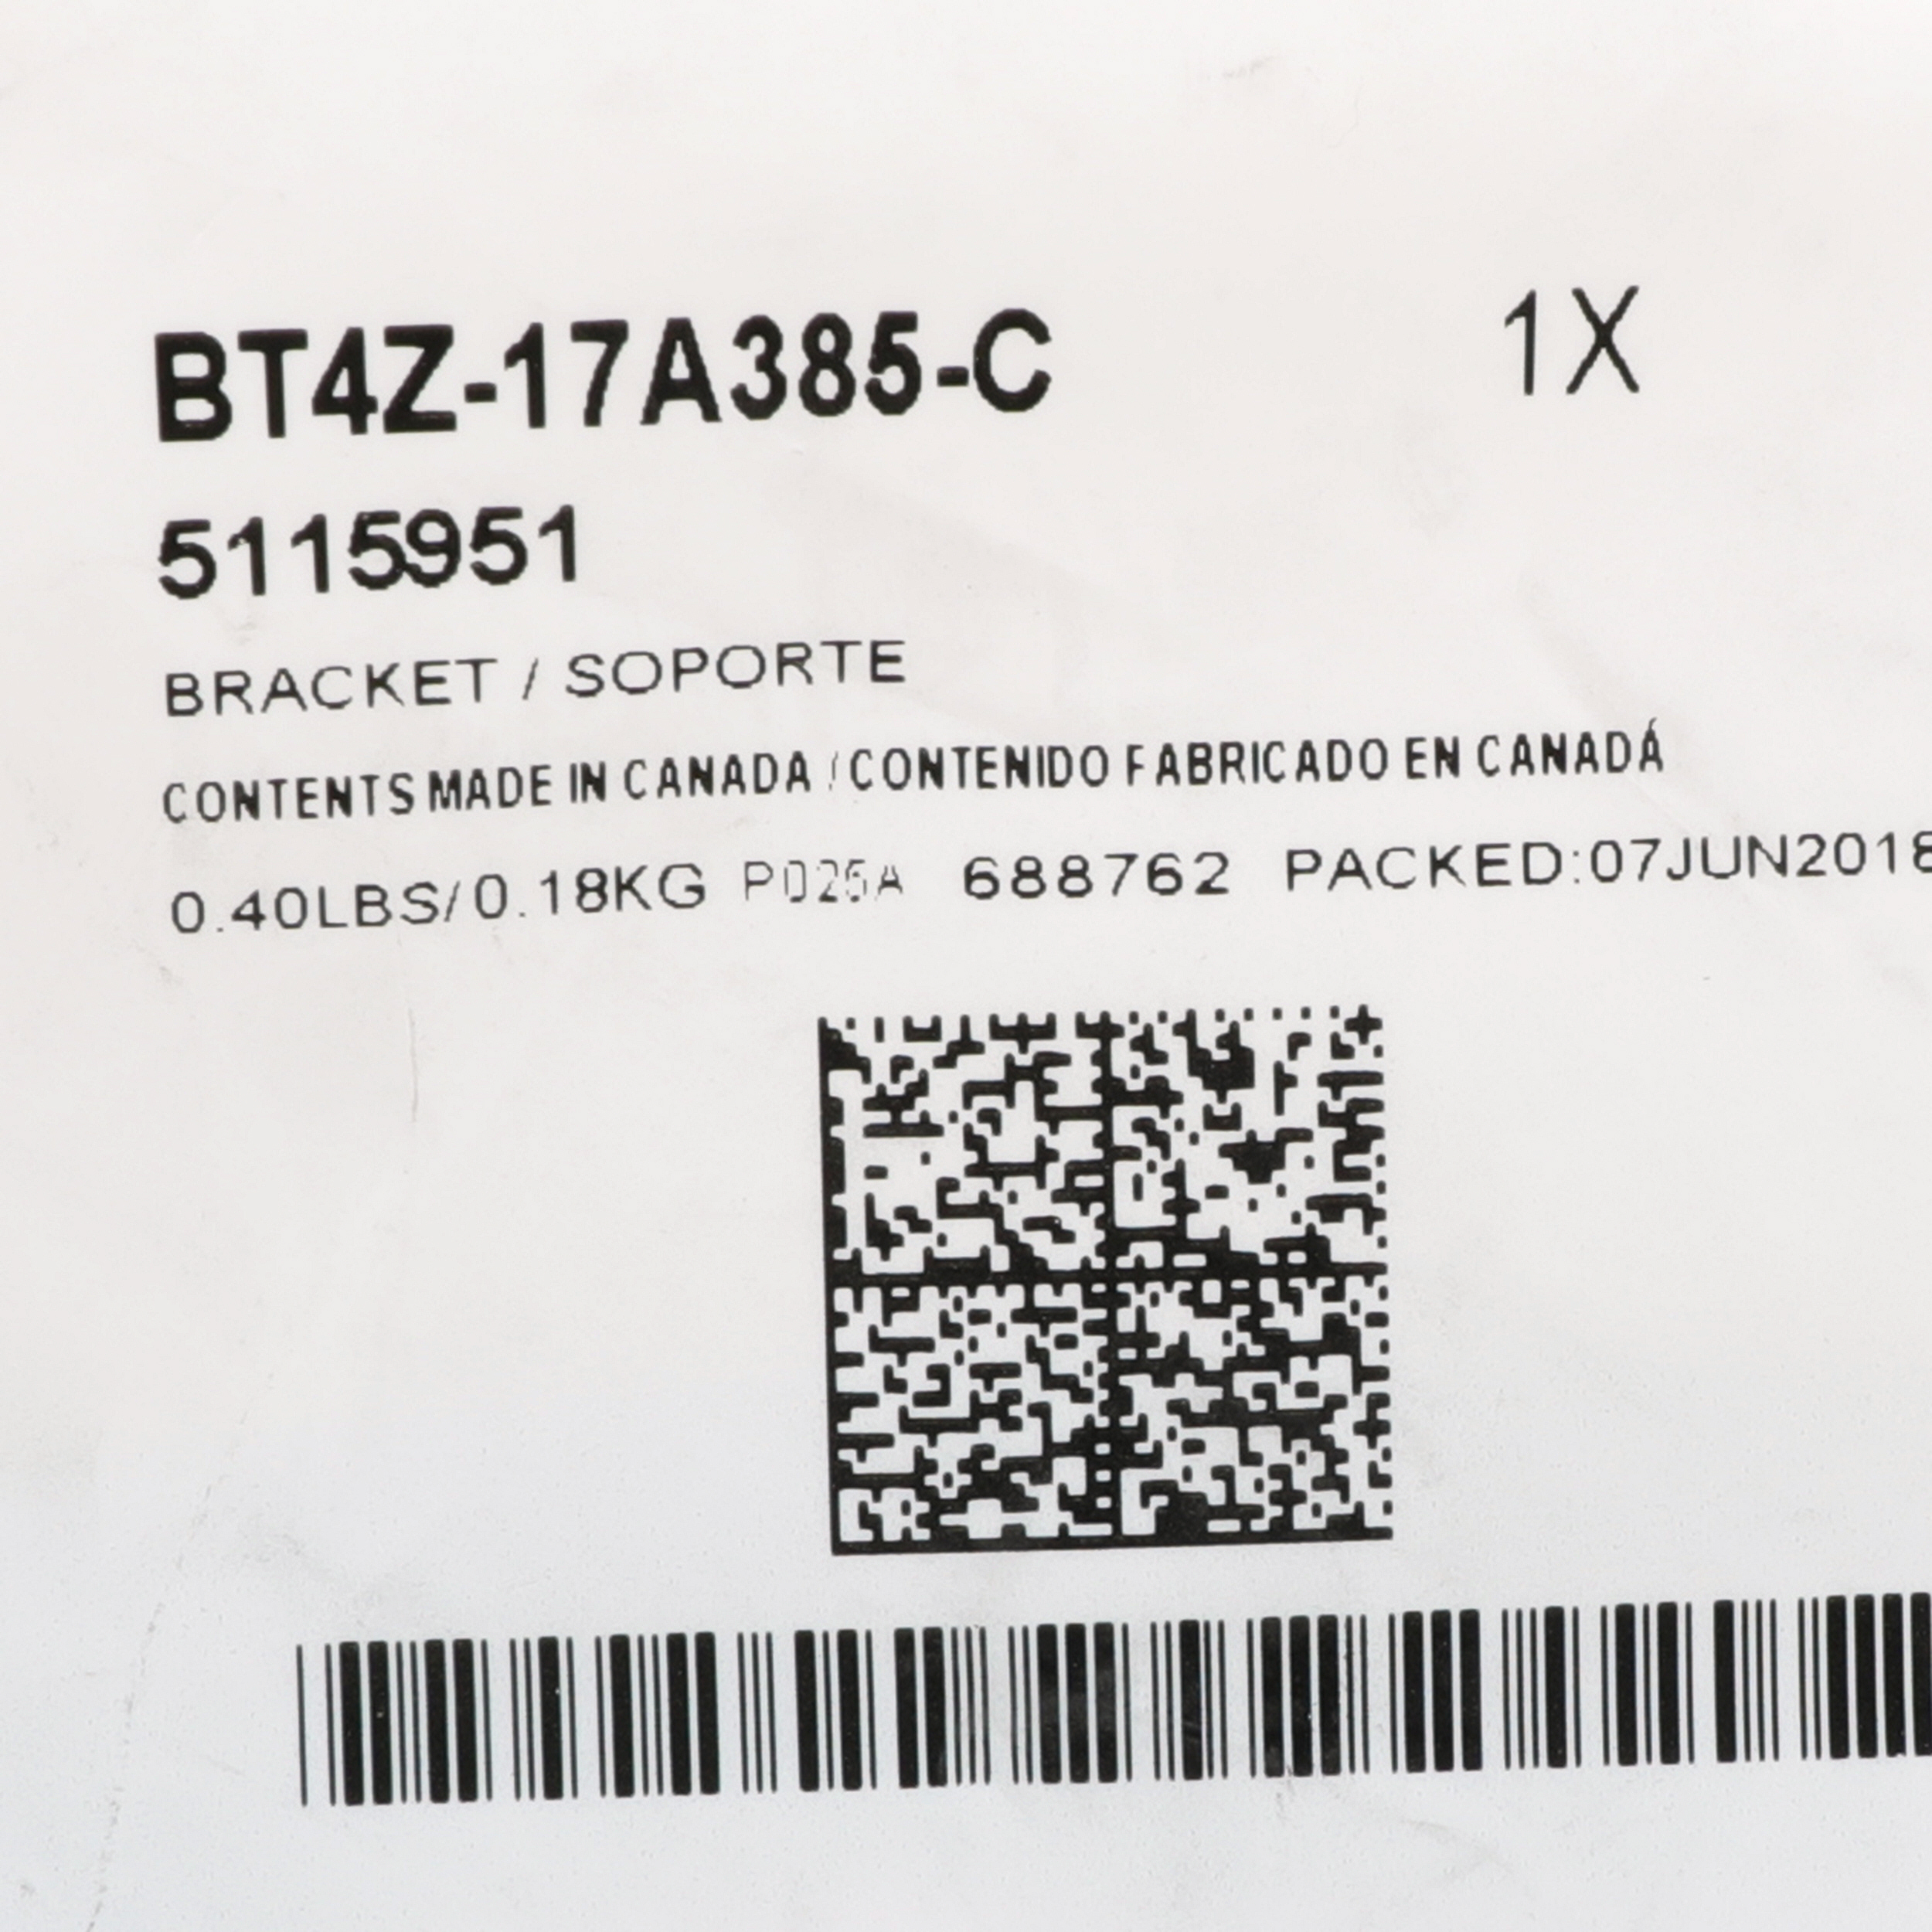 BT4Z-17A385-C 1X
5115951
BRACKET / SOPORTE
CONTENTS MADE IN CANADA / CONTENIDO FABRICADO EN CANADÁ
0.40LBS/0.18KG P025A 688762 PACKED:07JUN2018